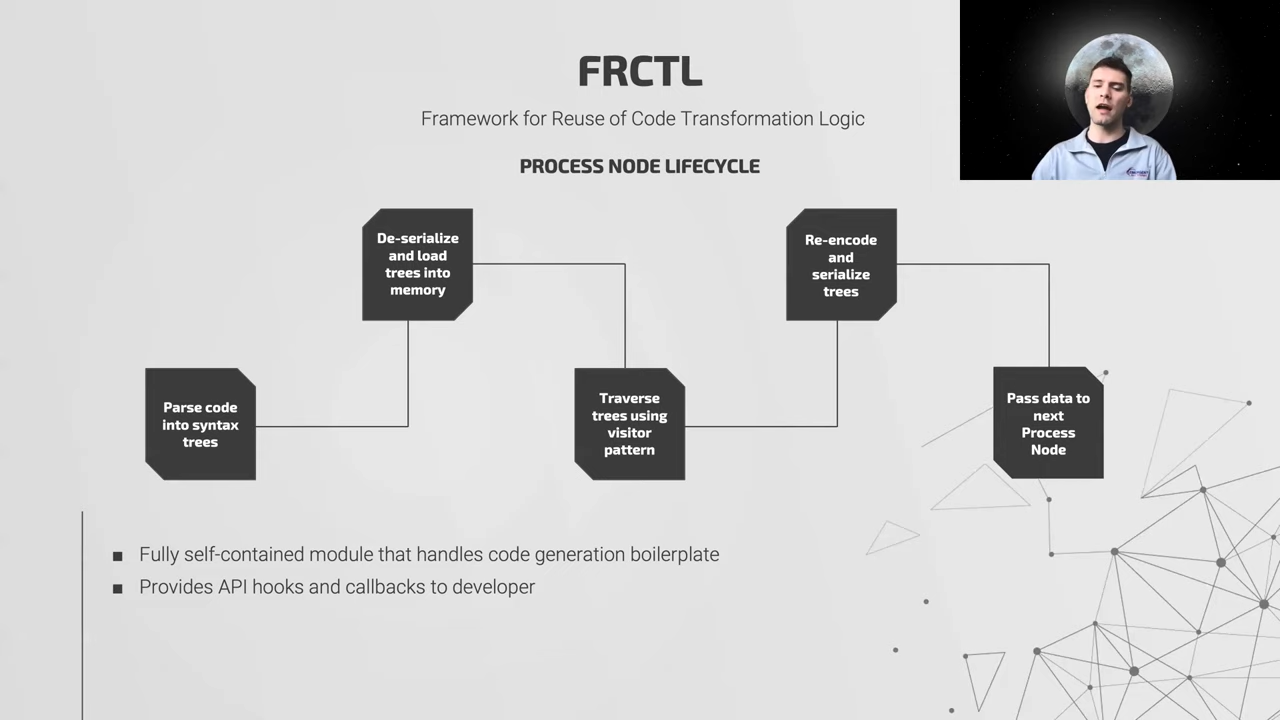 FRCTL
Framework for Reuse of Code Transformation Logic
PROCESS NODE LIFECYCLE
Parse code
into syntax
trees
De-serialize
and load
trees into
memory
Traverse
trees using
visitor
pattern
Re-encode
and
serialize
trees
Pass data to
next
Process
Node
■ Fully self-contained module that handles code generation boilerplate
■ Provides API hooks and callbacks to developer